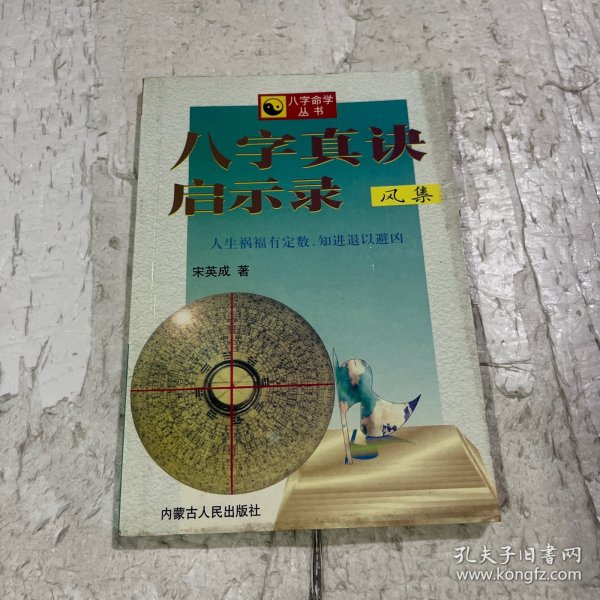 八字命学
丛书
八字真诀
启示录
风集
人生祸福有定数.知进退以避凶
宋英成 著
内蒙古人民出版社
孔夫子旧书网
www.kongfz.com